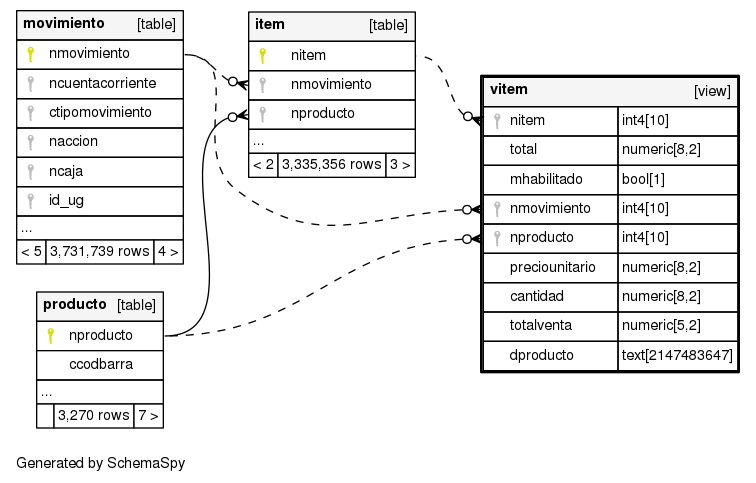 movimiento [table]
nmovimiento
ncuentacorriente
ctipomovimiento
naccion
ncaja
id_ug
...
< 5 3,731,739 rows 4 >
item [table]
nitem
nmovimiento
nproducto
...
< 2 3,335,356 rows 3 >
vitem [view]
nitem int4[10]
total numeric[8,2]
mhabilitado bool[1]
nmovimiento int4[10]
nproducto int4[10]
preciounitario numeric[8,2]
cantidad numeric[8,2]
totalventa numeric[5,2]
dproducto text[2147483647]
producto [table]
nproducto
ccodbarra
...
3,270 rows 7 >
Generated by SchemaSpy